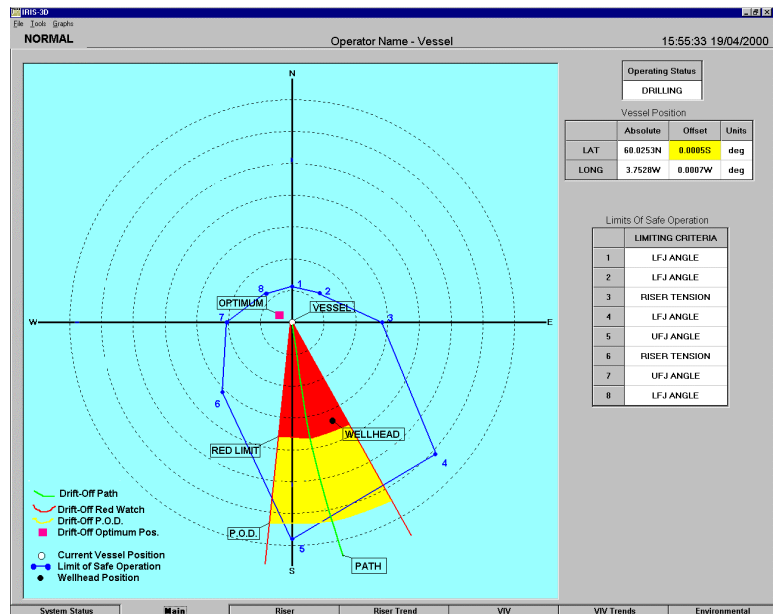 IRIS-3D
File Tools Graphs
NORMAL Operator Name - Vessel 15:55:33 19/04/2000
Operating Status
DRILLING
Vessel Position
Absolute Offset Units
LAT 60.0253N 0.0005S deg
LONG 3.7528W 0.0007W deg
Limits Of Safe Operation
LIMITING CRITERIA
1 LFJ ANGLE
2 LFJ ANGLE
3 RISER TENSION
4 LFJ ANGLE
5 UFJ ANGLE
6 RISER TENSION
7 UFJ ANGLE
8 LFJ ANGLE
N
8 1 2
OPTIMUM VESSEL
W 7 3 E
6
WELLHEAD
RED LIMIT
4
P.O.D.
5
PATH
S
Drift-Off Path
Drift-Off Red Watch
Drift-Off P.O.D.
Drift-Off Optimum Pos.
Current Vessel Position
Limit of Safe Operation
Wellhead Position
System Status Main Riser Riser Trend VIV VIV Trends Environmental